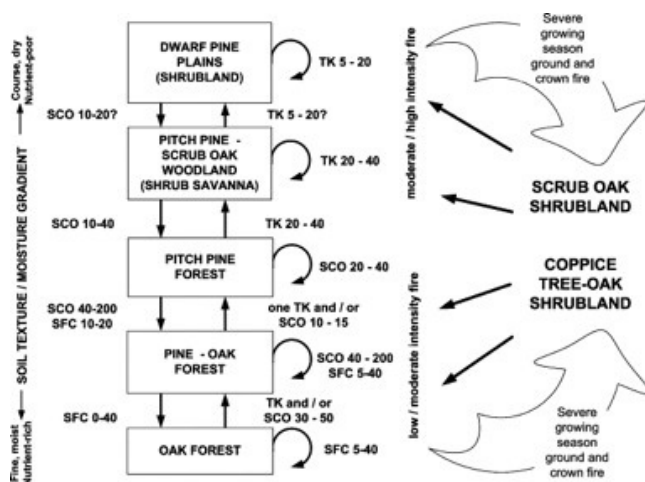 Course, dry
Nutrient-poor
SOIL TEXTURE / MOISTURE GRADIENT
Fine, moist
Nutrient-rich
DWARF PINE
PLAINS
(SHRUBLAND)
TK 5 - 20
SCO 10-20?
TK 5 - 20?
PITCH PINE -
SCRUB OAK
WOODLAND
(SHRUB SAVANNA)
TK 20 - 40
SCO 10-40
TK 20 - 40
PITCH PINE
FOREST
SCO 20 - 40
SCO 40-200
SFC 10-20
one TK and / or
SCO 10 - 15
PINE - OAK
FOREST
SCO 40 - 200
SFC 5-40
SFC 0-40
TK and / or
SCO 30 - 50
OAK FOREST
SFC 5-40
moderate / high intensity fire
low / moderate intensity fire
Severe
growing
season
ground and
crown fire
SCRUB OAK
SHRUBLAND
COPPICE
TREE-OAK
SHRUBLAND
Severe
growing
season
ground and
crown fire